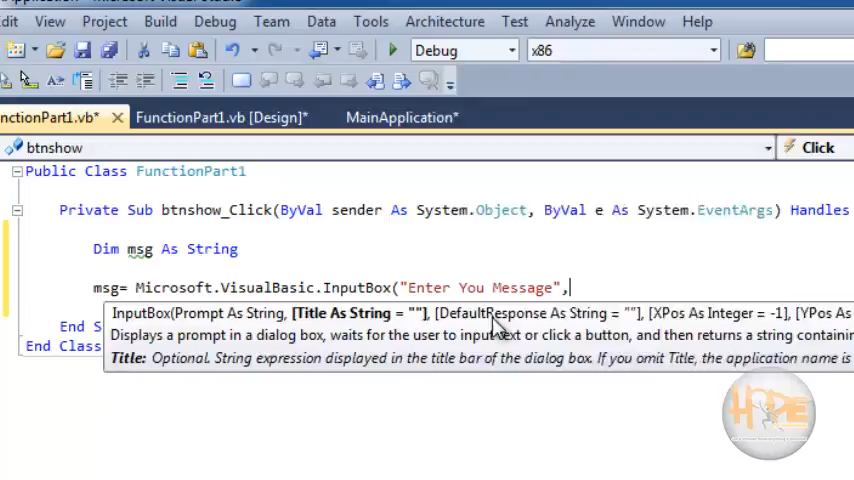 Edit View Project Build Debug Team Data Tools Architecture Test Analyze Window Help
Debug x86
nctionPart1.vb* FunctionPart1.vb [Design]* MainApplication*
btnshow Click
Public Class FunctionPart1
Private Sub btnshow_Click(ByVal sender As System.Object, ByVal e As System.EventArgs) Handles
Dim msg As String
msg= Microsoft.VisualBasic.InputBox("Enter You Message",
InputBox(Prompt As String, [Title As String = ""], [DefaultResponse As String = ""], [XPos As Integer = -1], [YPos As
End S
Displays a prompt in a dialog box, waits for the user to input text or click a button, and then returns a string containin
End Class
Title: Optional. String expression displayed in the title bar of the dialog box. If you omit Title, the application name is
HOPE